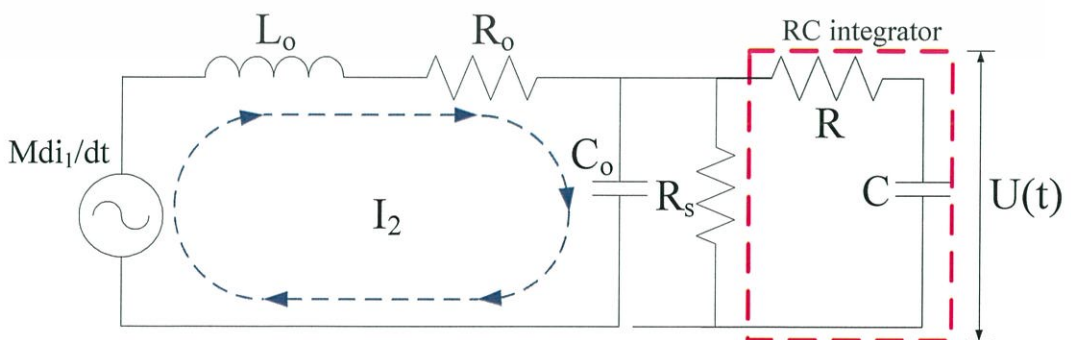 RC integrator
Lₒ
Rₒ
R
Mdi₁/dt
Cₒ
Rₛ
I₂
C
U(t)